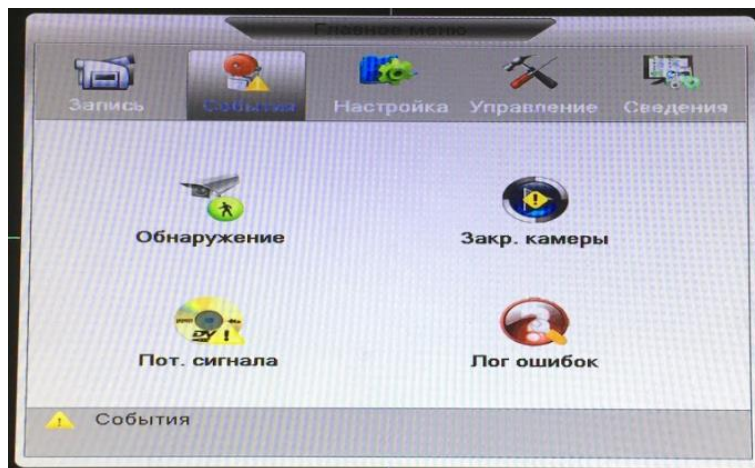 Главное меню
Запись События Настройка Управление Сведения
Обнаружение Закр. камеры
Пот. сигнала Лог ошибок
События